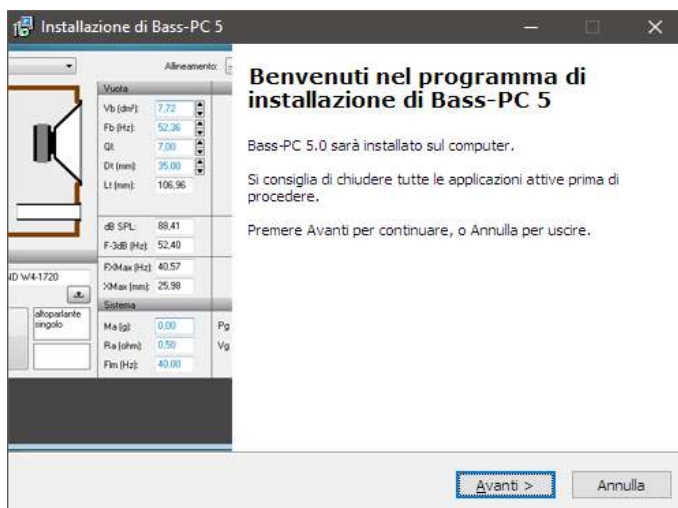 Installazione di Bass-PC 5
Allineamento:
Vuota
Vb (dm³): 7,72
Fb (Hz): 52,36
Ql: 7,00
Dt (mm): 35,00
Lt (mm): 106,96
dB SPL: 88,41
F-3dB (Hz): 52,40
FXMax (Hz): 40,57
XMax (mm): 25,98
Sistema
Ma (g): 0,00 Pg
Ra (ohm): 0.50 Vg
Flm (Hz): 40,00
ND W4-1720
altoparlante
singolo
Benvenuti nel programma di
installazione di Bass-PC 5
Bass-PC 5.0 sarà installato sul computer.
Si consiglia di chiudere tutte le applicazioni attive prima di
procedere.
Premere Avanti per continuare, o Annulla per uscire.
Avanti >
Annulla